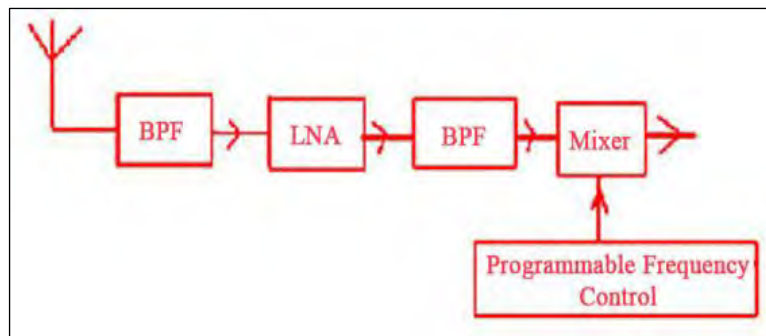 BPF
LNA
BPF
Mixer
Programmable Frequency
Control